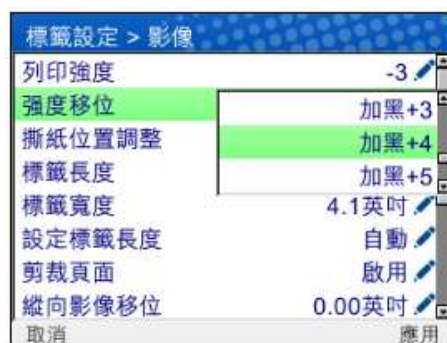 標籤設定 > 影像
列印強度 -3
强度移位 加黑+3
撕紙位置調整 加黑+4
標籤長度 加黑+5
標籤寬度 4.1英吋
設定標籤長度 自動
剪裁頁面 啟用
縱向影像移位 0.00英吋
取消 應用